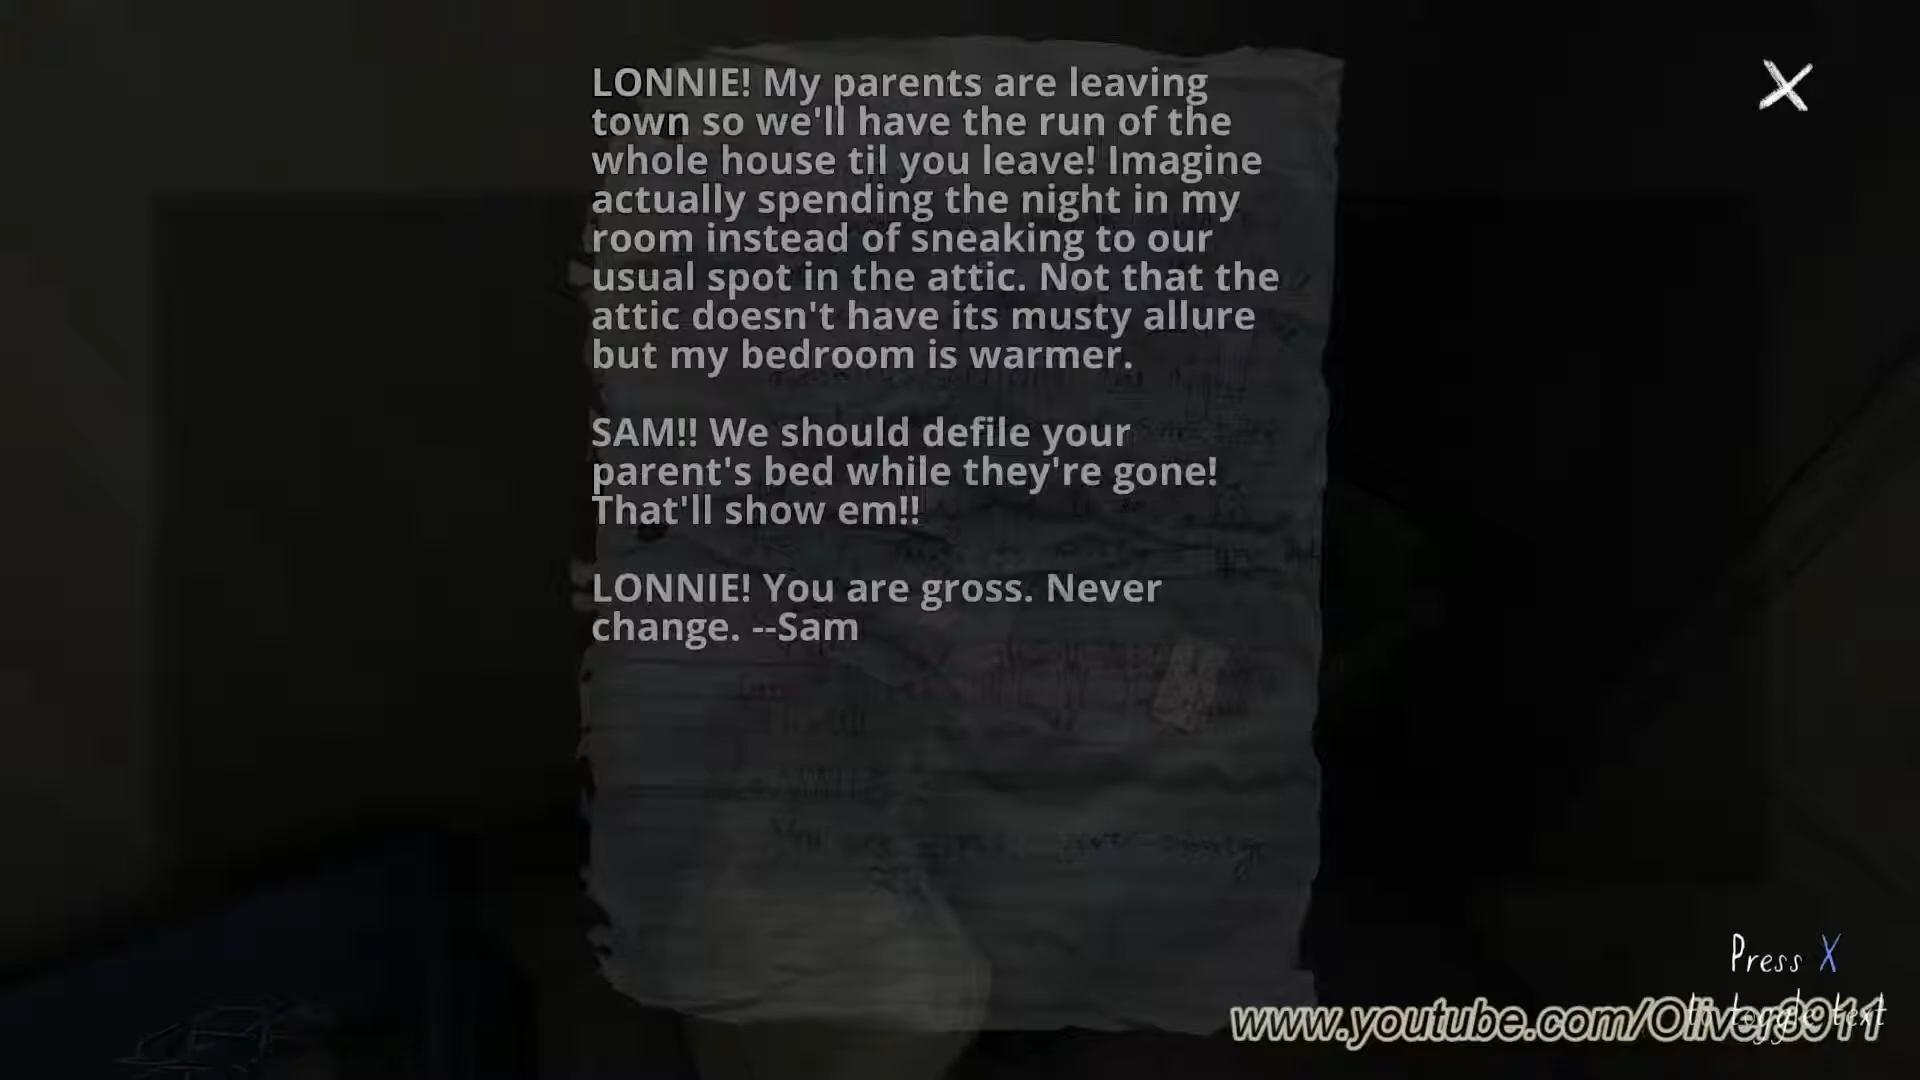 LONNIE! My parents are leaving
town so we'll have the run of the
whole house til you leave! Imagine
actually spending the night in my
room instead of sneaking to our
usual spot in the attic. Not that the
attic doesn't have its musty allure
but my bedroom is warmer.
SAM!! We should defile your
parent's bed while they're gone!
That'll show em!!
LONNIE! You are gross. Never
change. --Sam
Press X
to toggle text
www.youtube.com/Oliver8911